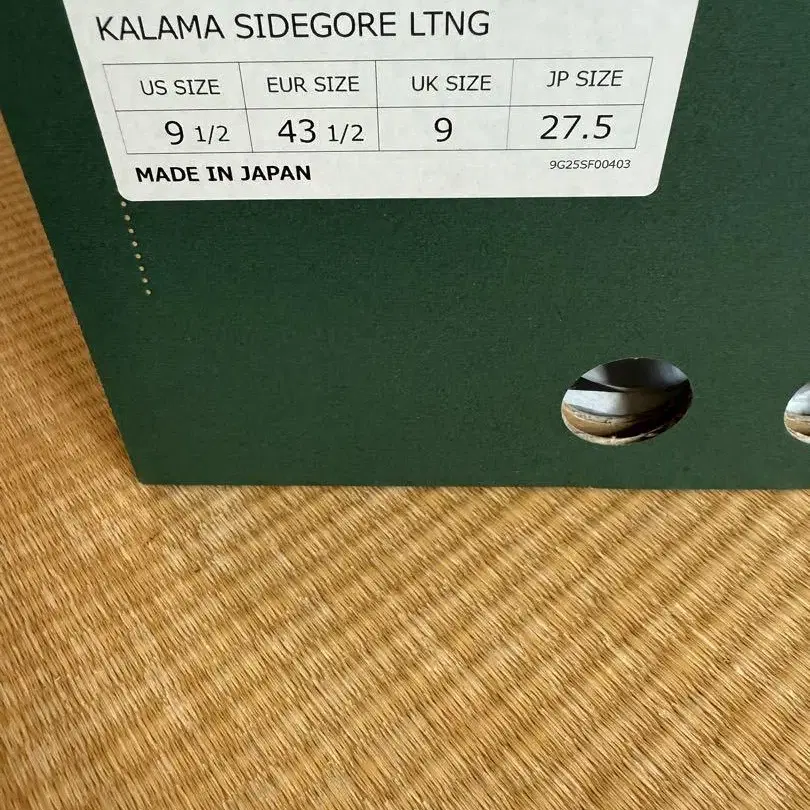 KALAMA SIDEGORE LTNG
US SIZE EUR SIZE UK SIZE JP SIZE
9 1/2 43 1/2 9 27.5
MADE IN JAPAN 9G25SF00403